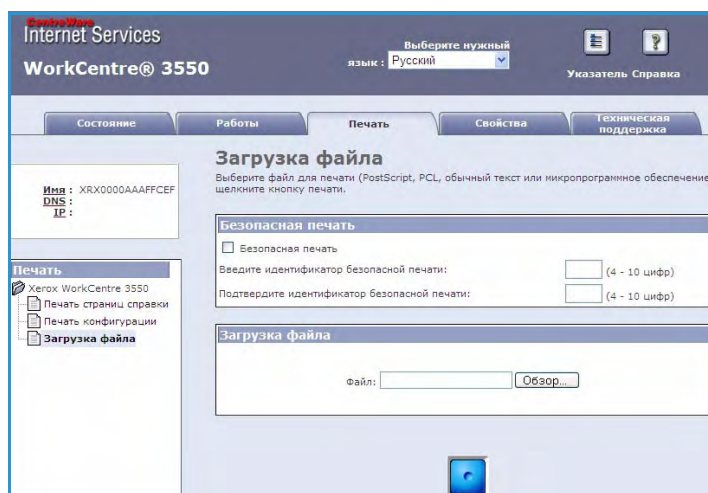 CentreWare
Internet Services
WorkCentre® 3550
Выберите нужный
язык : Русский
Указатель Справка
Состояние
Работы
Печать
Свойства
Техническая
поддержка
Имя : XRX0000AAAFFCEF
DNS :
IP :
Печать
Xerox WorkCentre 3550
Печать страниц справки
Печать конфигурации
Загрузка файла
Загрузка файла
Выберите файл для печати (PostScript, PCL, обычный текст или микропрограммное обеспечение
щелкните кнопку печати.
Безопасная печать
Безопасная печать
Введите идентификатор безопасной печати: (4 - 10 цифр)
Подтвердите идентификатор безопасной печати: (4 - 10 цифр)
Загрузка файла
Файл: Обзор...